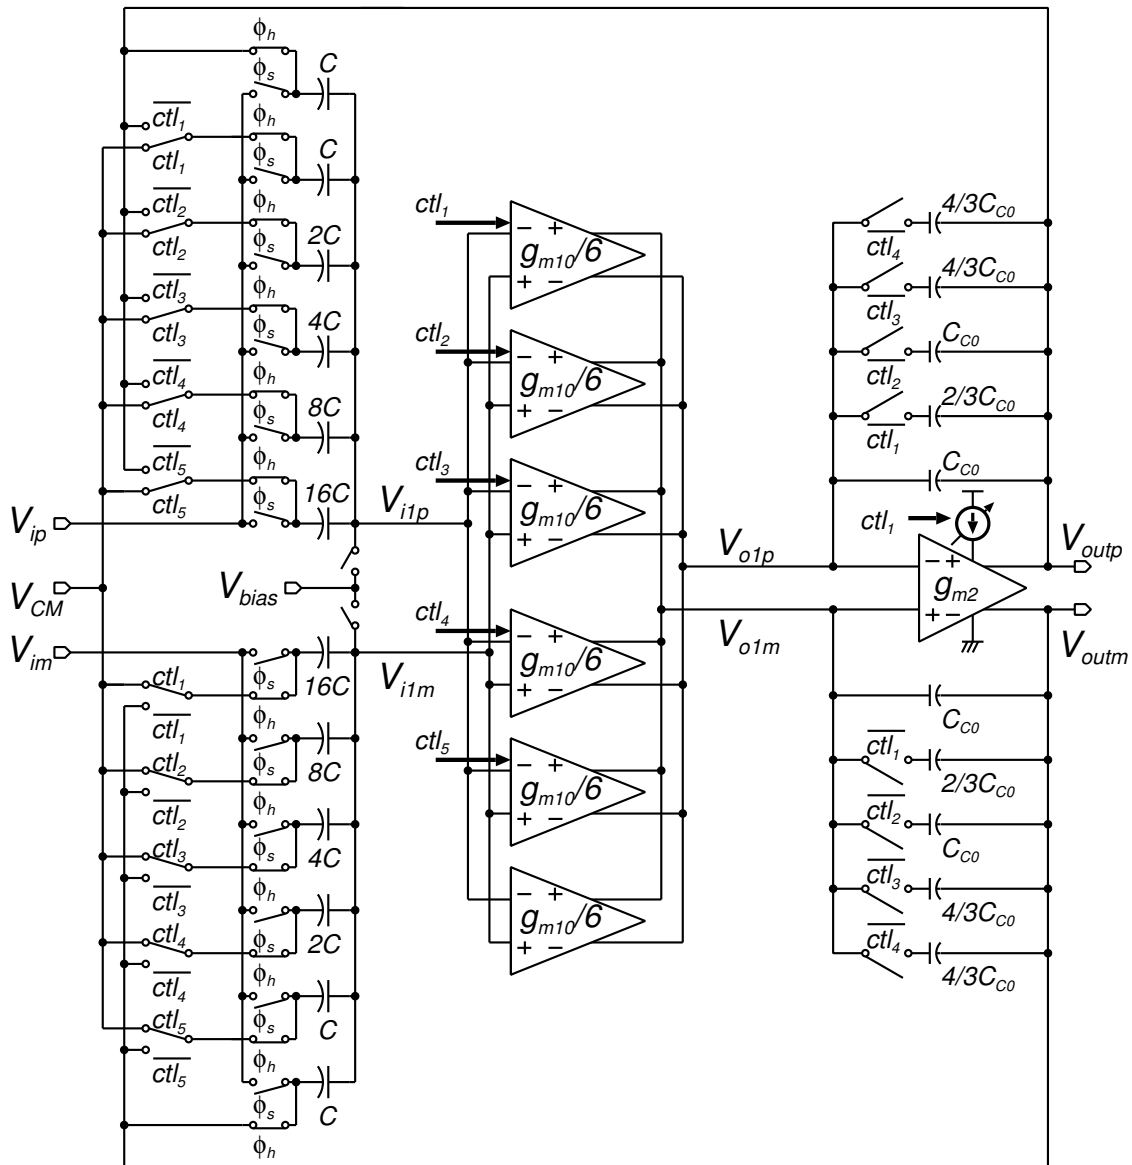 ϕh
C
ϕs
ctl1
ϕh
C
ctl1
ϕs
ctl2
ϕh
2C
ctl2
ϕs
ctl3
ϕh
4C
ctl3
ϕs
ctl4
ϕh
8C
ctl4
ϕs
ctl5
ϕh
16C
ctl5
ϕs
Vip
VCM
Vim
Vbias
Vi1p
Vi1m
ctl1
ϕs
16C
ctl1
ϕh
ctl2
ϕs
8C
ctl2
ϕh
ctl3
ϕs
4C
ctl3
ϕh
ctl4
ϕs
2C
ctl4
ϕh
ctl5
ϕs
C
ctl5
ϕh
ϕs
C
ϕh
ctl1
− +
gm10/6
+ −
ctl2
− +
gm10/6
+ −
ctl3
− +
gm10/6
+ −
ctl4
− +
gm10/6
+ −
ctl5
− +
gm10/6
+ −
− +
gm10/6
+ −
Vo1p
Vo1m
4/3CC0
ctl4
4/3CC0
ctl3
CC0
ctl2
2/3CC0
ctl1
CC0
ctl1
− +
gm2
+ −
Voutp
Voutm
CC0
ctl1
2/3CC0
ctl2
CC0
ctl3
4/3CC0
ctl4
4/3CC0